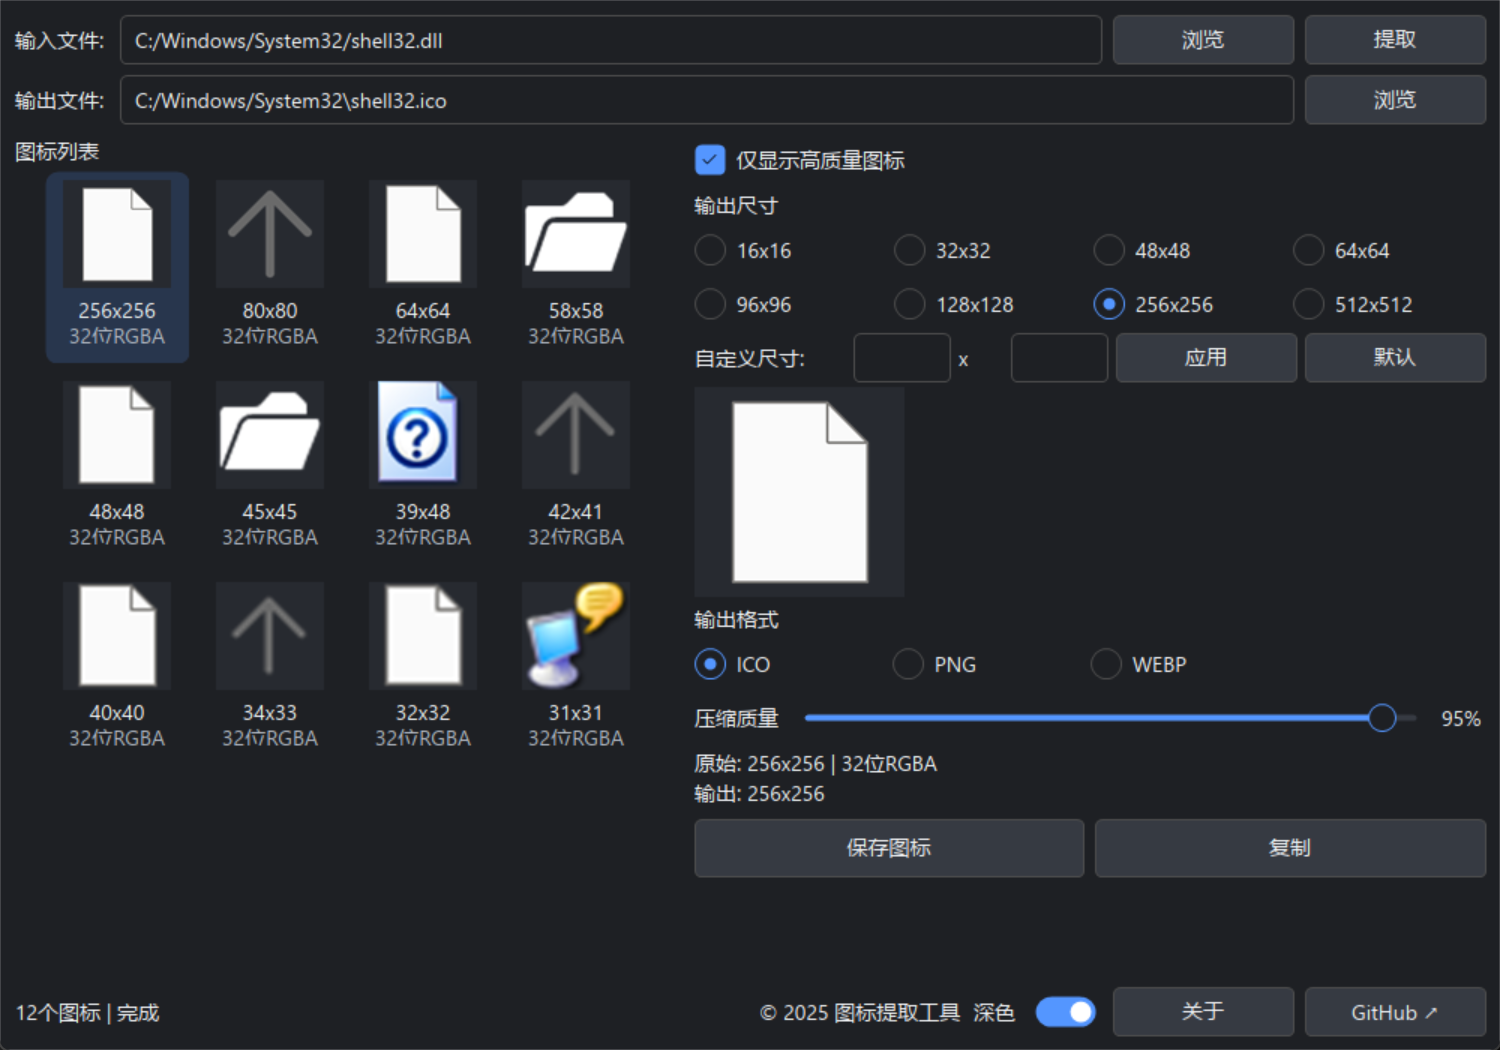 输入文件: C:/Windows/System32/shell32.dll 浏览 提取
输出文件: C:/Windows/System32\shell32.ico 浏览
图标列表
256x256 80x80 64x64 58x58
32位RGBA 32位RGBA 32位RGBA 32位RGBA
48x48 45x45 39x48 42x41
32位RGBA 32位RGBA 32位RGBA 32位RGBA
40x40 34x33 32x32 31x31
32位RGBA 32位RGBA 32位RGBA 32位RGBA
仅显示高质量图标
输出尺寸
16x16 32x32 48x48 64x64
96x96 128x128 256x256 512x512
自定义尺寸: x 应用 默认
输出格式
ICO PNG WEBP
压缩质量 95%
原始: 256x256 | 32位RGBA
输出: 256x256
保存图标 复制
12个图标 | 完成 © 2025 图标提取工具 深色 关于 GitHub ↗